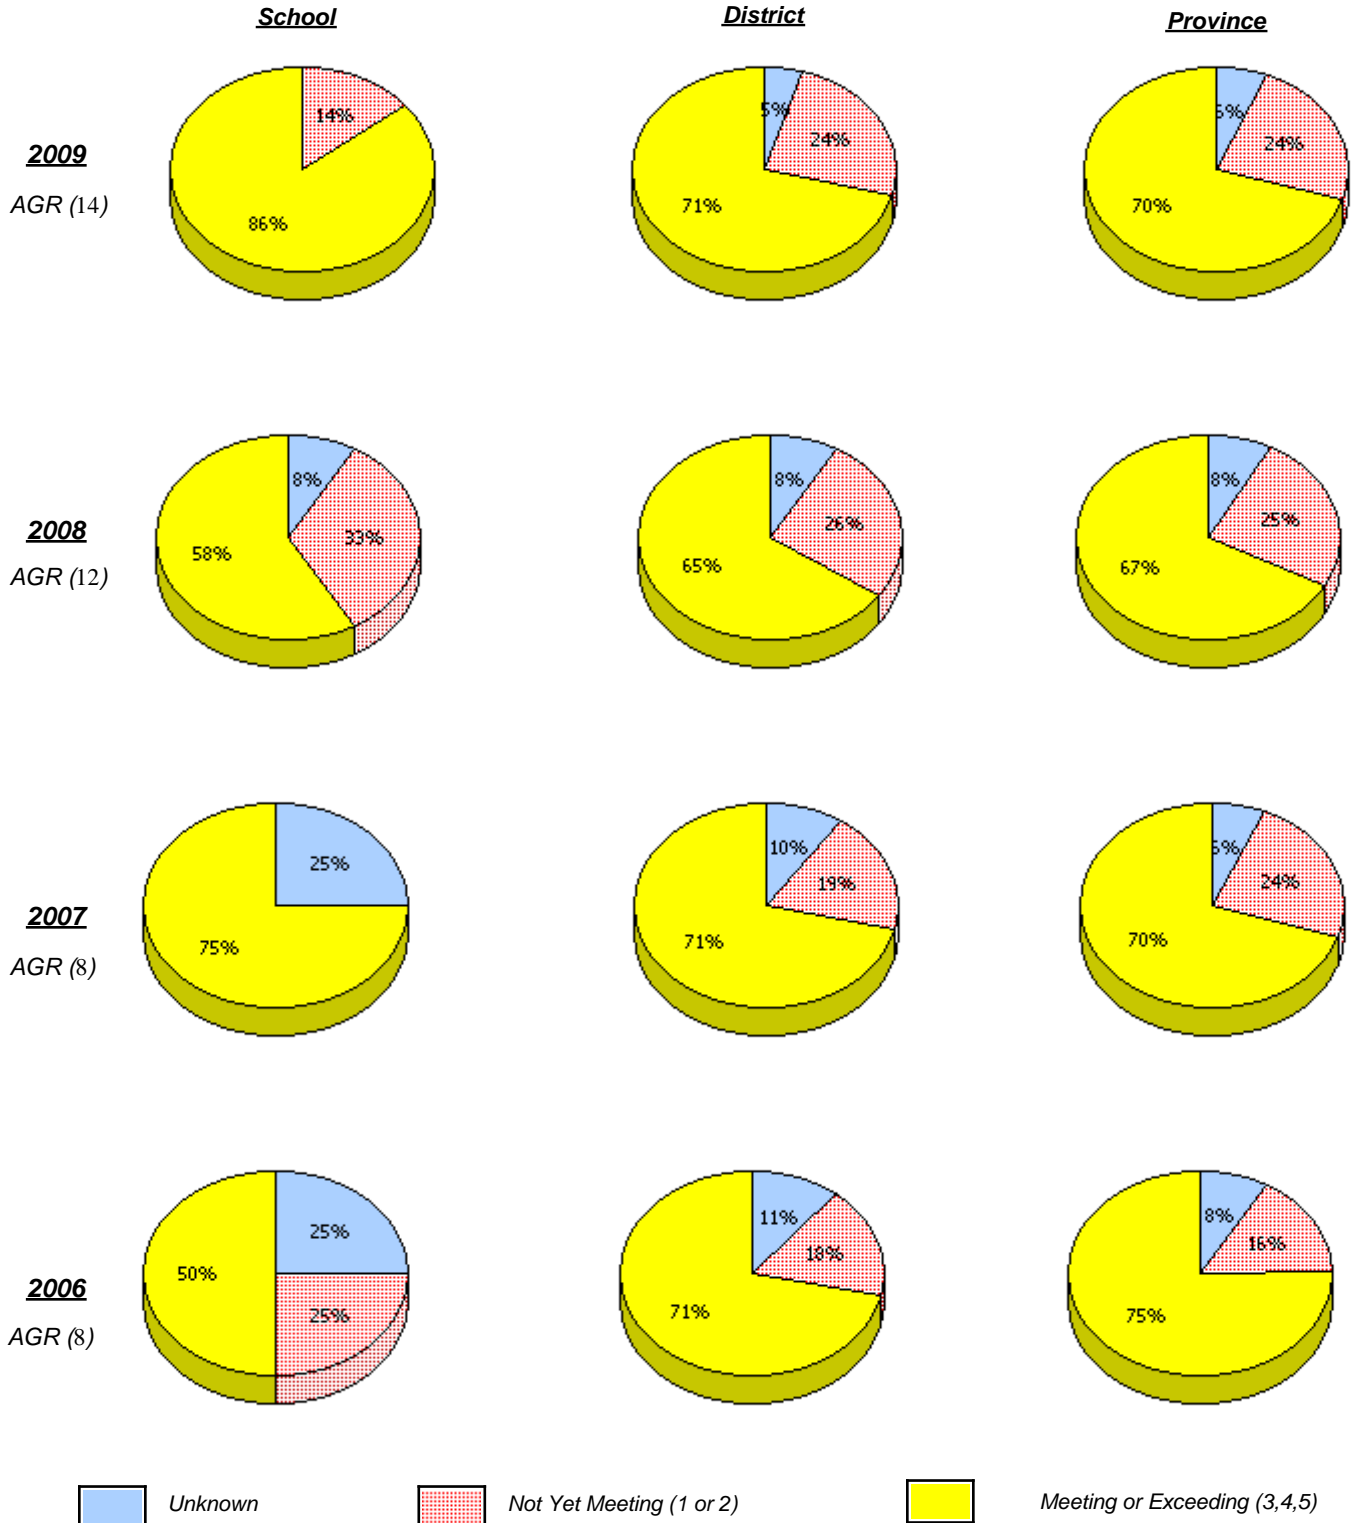 School District Province
14% 5% 24% 24%
2009
AGR (14)
86% 71% 70%
8% 33% 8% 26% 8% 25%
2008
AGR (12)
58% 65% 67%
25% 10% 19% 24%
2007
AGR (8)
75% 71% 70%
25% 11% 18% 8% 16%
2006
AGR (8)
50% 25% 71% 75%
Unknown Not Yet Meeting (1 or 2) Meeting or Exceeding (3,4,5)